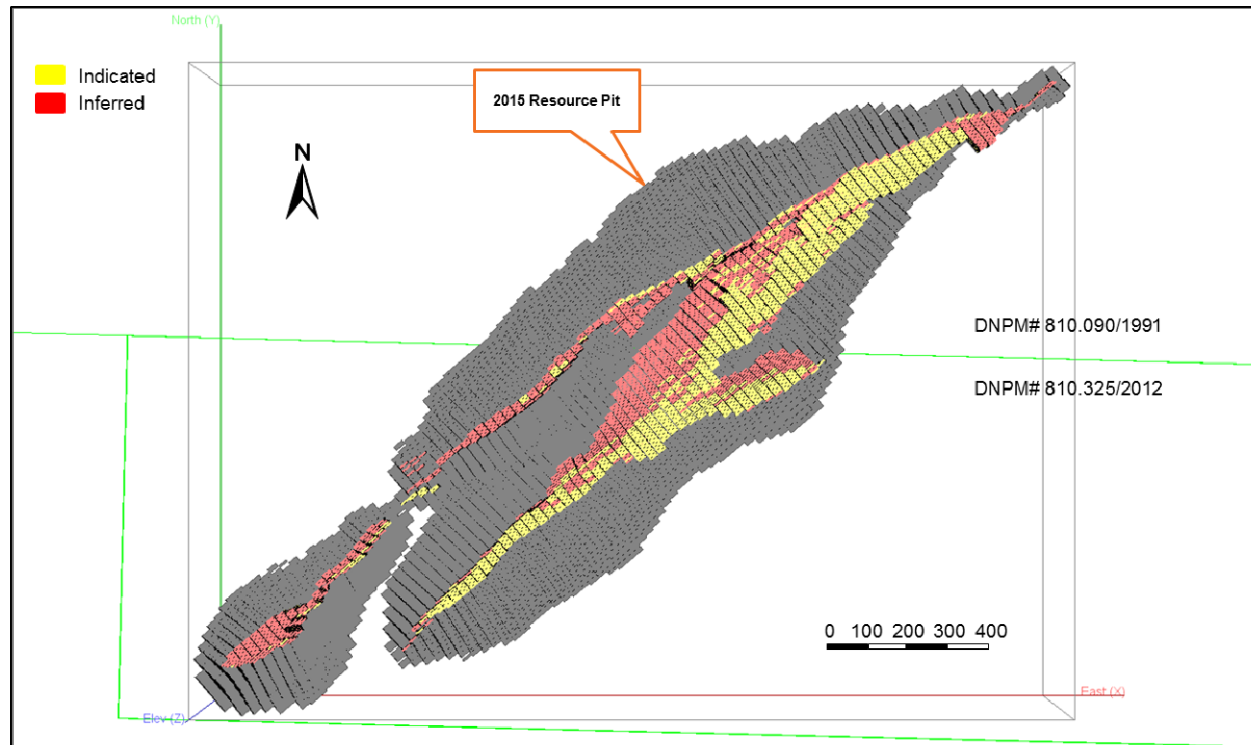 North (Y)
Indicated
Inferred
2015 Resource Pit
N
DNPM# 810.090/1991
DNPM# 810.325/2012
0 100 200 300 400
East (X)
Elev (Z)